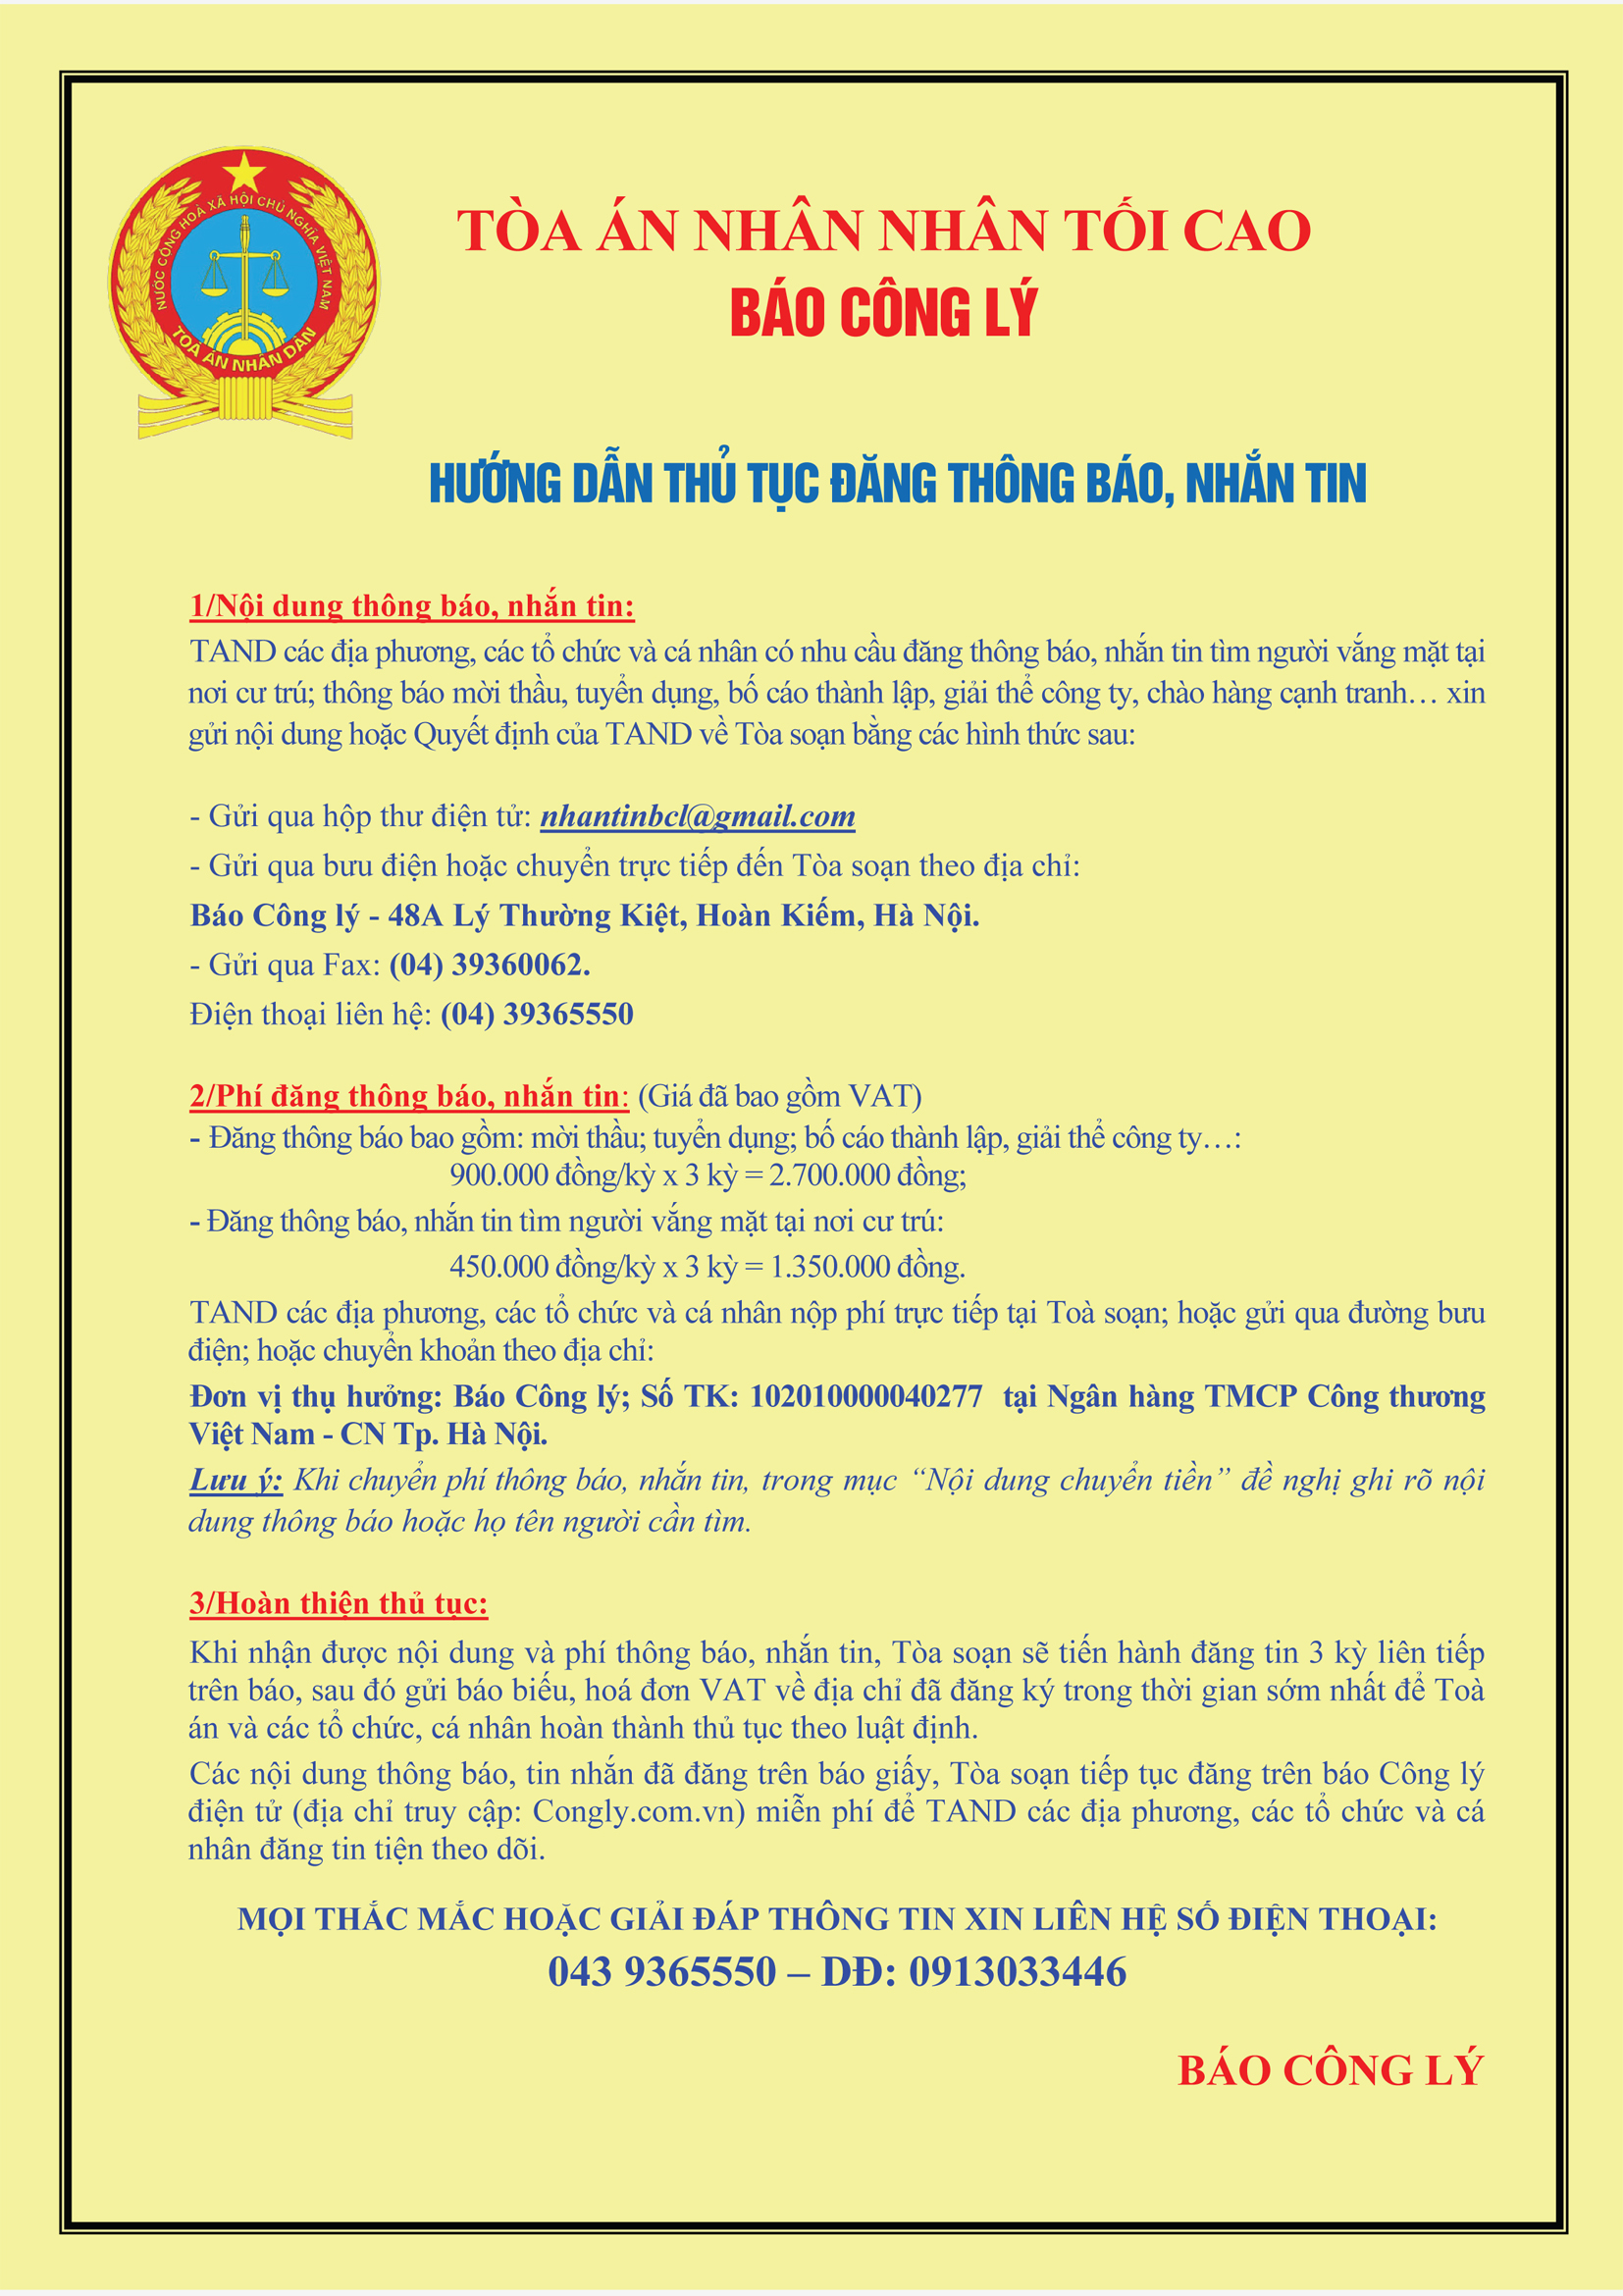 NƯỚC CỘNG HOÀ XÃ HỘI CHỦ NGHĨA VIỆT NAM
TOÀ ÁN NHÂN DÂN
TÒA ÁN NHÂN NHÂN TỐI CAO
BÁO CÔNG LÝ
HƯỚNG DẪN THỦ TỤC ĐĂNG THÔNG BÁO, NHẮN TIN
1/Nội dung thông báo, nhắn tin:
TAND các địa phương, các tổ chức và cá nhân có nhu cầu đăng thông báo, nhắn tin tìm người vắng mặt tại
nơi cư trú; thông báo mời thầu, tuyển dụng, bố cáo thành lập, giải thể công ty, chào hàng cạnh tranh… xin
gửi nội dung hoặc Quyết định của TAND về Tòa soạn bằng các hình thức sau:
- Gửi qua hộp thư điện tử: nhantinbcl@gmail.com
- Gửi qua bưu điện hoặc chuyển trực tiếp đến Tòa soạn theo địa chỉ:
Báo Công lý - 48A Lý Thường Kiệt, Hoàn Kiếm, Hà Nội.
- Gửi qua Fax: (04) 39360062.
Điện thoại liên hệ: (04) 39365550
2/Phí đăng thông báo, nhắn tin: (Giá đã bao gồm VAT)
- Đăng thông báo bao gồm: mời thầu; tuyển dụng; bố cáo thành lập, giải thể công ty…:
900.000 đồng/kỳ x 3 kỳ = 2.700.000 đồng;
- Đăng thông báo, nhắn tin tìm người vắng mặt tại nơi cư trú:
450.000 đồng/kỳ x 3 kỳ = 1.350.000 đồng.
TAND các địa phương, các tổ chức và cá nhân nộp phí trực tiếp tại Toà soạn; hoặc gửi qua đường bưu
điện; hoặc chuyển khoản theo địa chỉ:
Đơn vị thụ hưởng: Báo Công lý; Số TK: 102010000040277 tại Ngân hàng TMCP Công thương
Việt Nam - CN Tp. Hà Nội.
Lưu ý: Khi chuyển phí thông báo, nhắn tin, trong mục “Nội dung chuyển tiền” đề nghị ghi rõ nội
dung thông báo hoặc họ tên người cần tìm.
3/Hoàn thiện thủ tục:
Khi nhận được nội dung và phí thông báo, nhắn tin, Tòa soạn sẽ tiến hành đăng tin 3 kỳ liên tiếp
trên báo, sau đó gửi báo biếu, hoá đơn VAT về địa chỉ đã đăng ký trong thời gian sớm nhất để Toà
án và các tổ chức, cá nhân hoàn thành thủ tục theo luật định.
Các nội dung thông báo, tin nhắn đã đăng trên báo giấy, Tòa soạn tiếp tục đăng trên báo Công lý
điện tử (địa chỉ truy cập: Congly.com.vn) miễn phí để TAND các địa phương, các tổ chức và cá
nhân đăng tin tiện theo dõi.
MỌI THẮC MẮC HOẶC GIẢI ĐÁP THÔNG TIN XIN LIÊN HỆ SỐ ĐIỆN THOẠI:
043 9365550 – DĐ: 0913033446
BÁO CÔNG LÝ